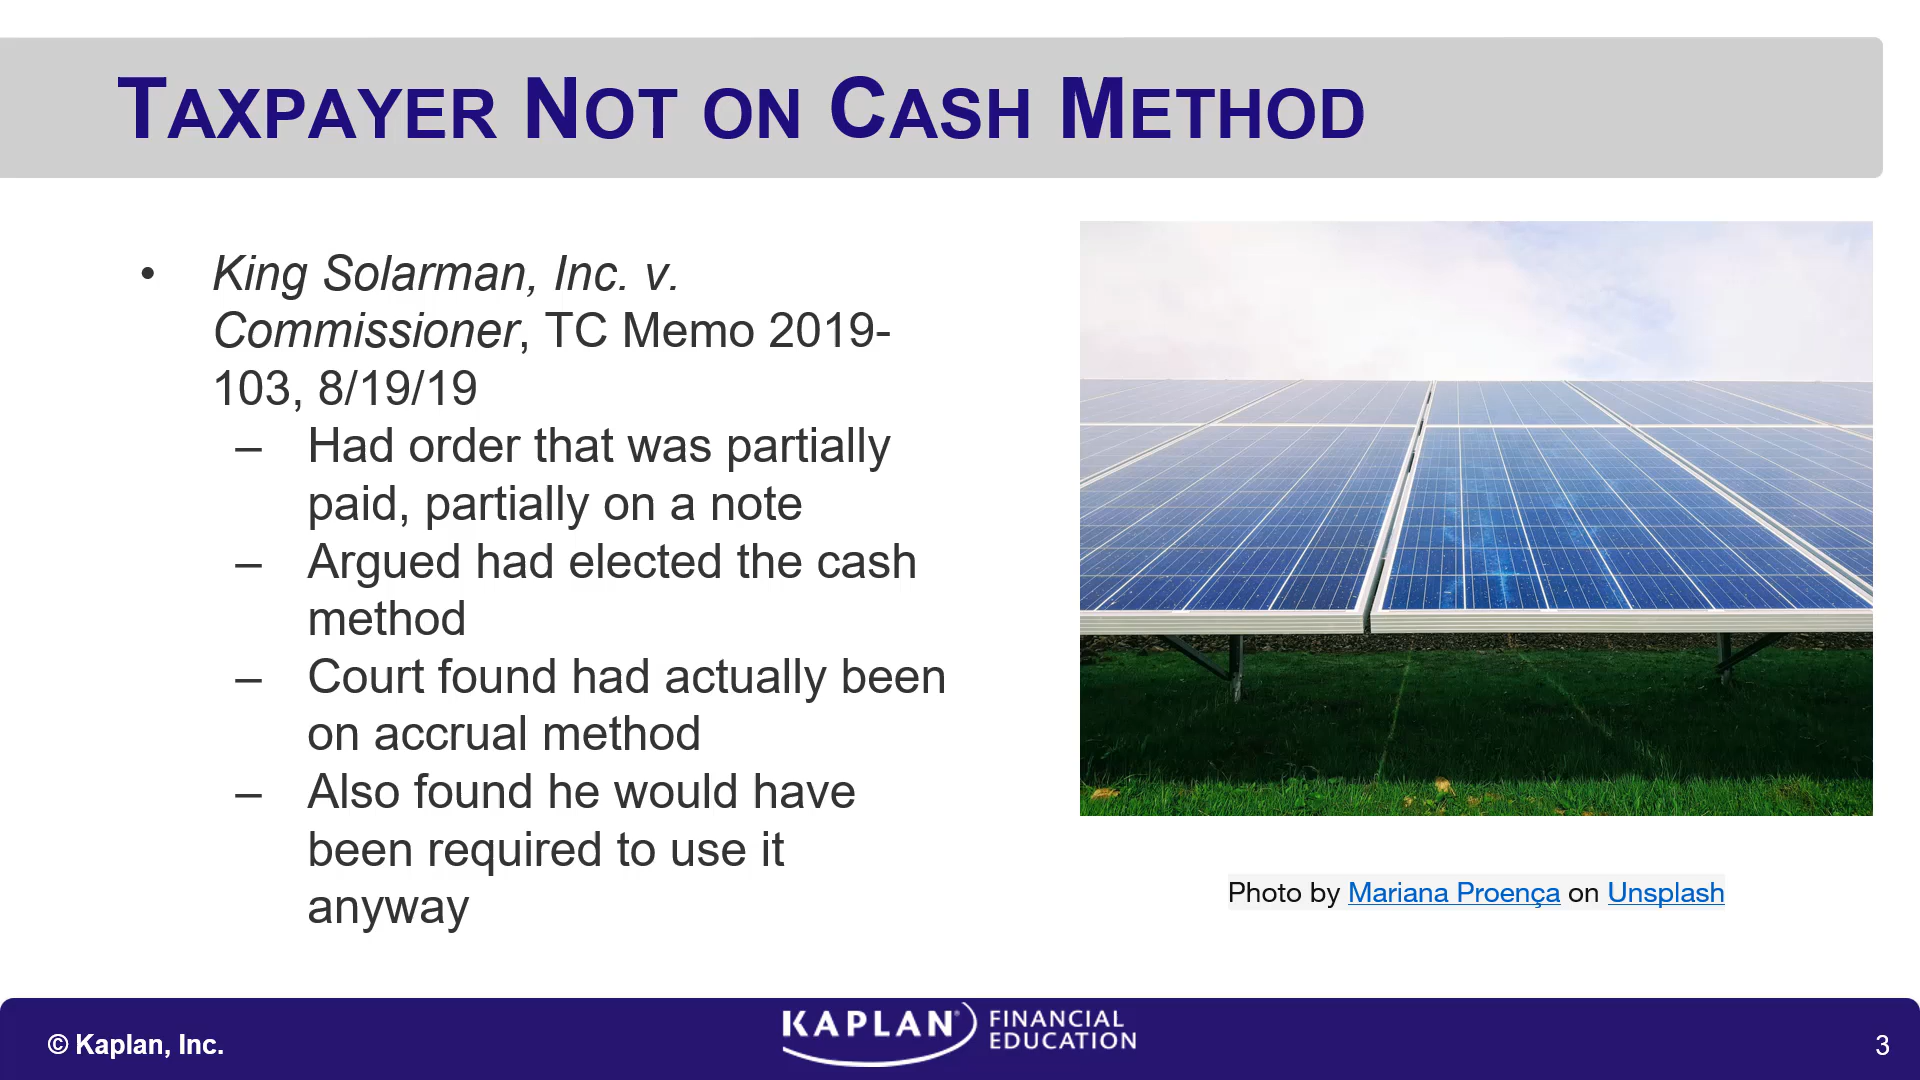 TAXPAYER NOT ON CASH METHOD
• King Solarman, Inc. v.
Commissioner, TC Memo 2019-
103, 8/19/19
– Had order that was partially
paid, partially on a note
– Argued had elected the cash
method
– Court found had actually been
on accrual method
– Also found he would have
been required to use it
anyway
Photo by Mariana Proença on Unsplash
© Kaplan, Inc.
KAPLAN® FINANCIAL
EDUCATION
3